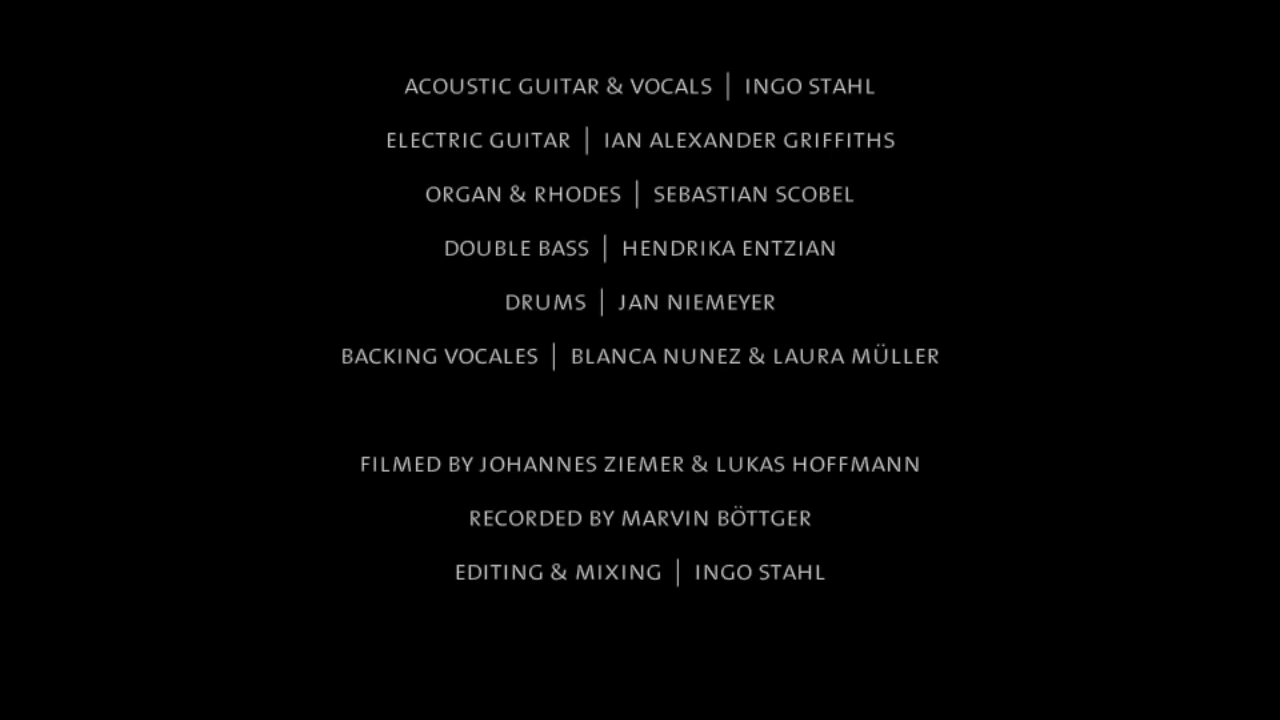 ACOUSTIC GUITAR & VOCALS | INGO STAHL
ELECTRIC GUITAR | IAN ALEXANDER GRIFFITHS
ORGAN & RHODES | SEBASTIAN SCOBEL
DOUBLE BASS | HENDRIKA ENTZIAN
DRUMS | JAN NIEMEYER
BACKING VOCALES | BLANCA NUNEZ & LAURA MÜLLER
FILMED BY JOHANNES ZIEMER & LUKAS HOFFMANN
RECORDED BY MARVIN BÖTTGER
EDITING & MIXING | INGO STAHL